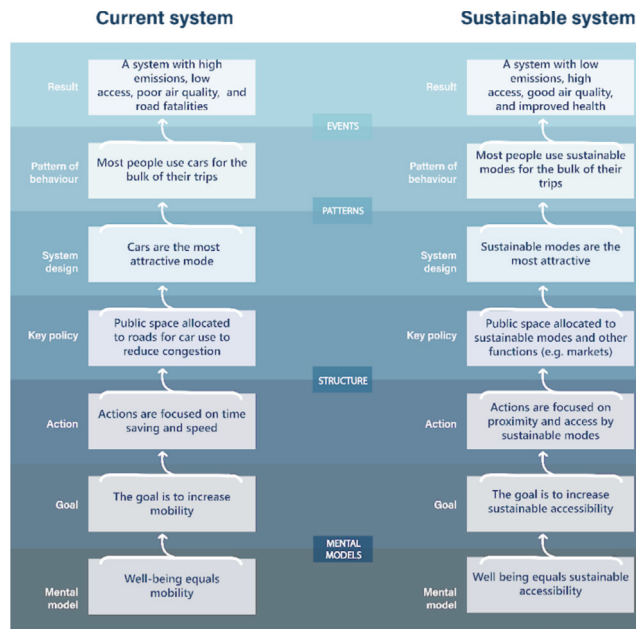 Current system
Sustainable system
Result
A system with high
emissions, low
access, poor air quality, and
road fatalities
Result
A system with low
emissions, high
access, good air quality,
and improved health
EVENTS
Pattern of
behaviour
Most people use cars for the
bulk of their trips
Pattern of
behaviour
Most people use sustainable
modes for the bulk of their
trips
PATTERNS
System
design
Cars are the most
attractive mode
System
design
Sustainable modes are the
most attractive
Key policy
Public space allocated
to roads for car use to
reduce congestion
Key policy
Public space allocated to
sustainable modes and other
functions (e.g. markets)
STRUCTURE
Action
Actions are focused on time
saving and speed
Action
Actions are focused on
proximity and access by
sustainable modes
Goal
The goal is to increase
mobility
Goal
The goal is to increase
sustainable accessibility
MENTAL
MODELS
Mental
model
Well-being equals
mobility
Mental
model
Well being equals sustainable
accessibility